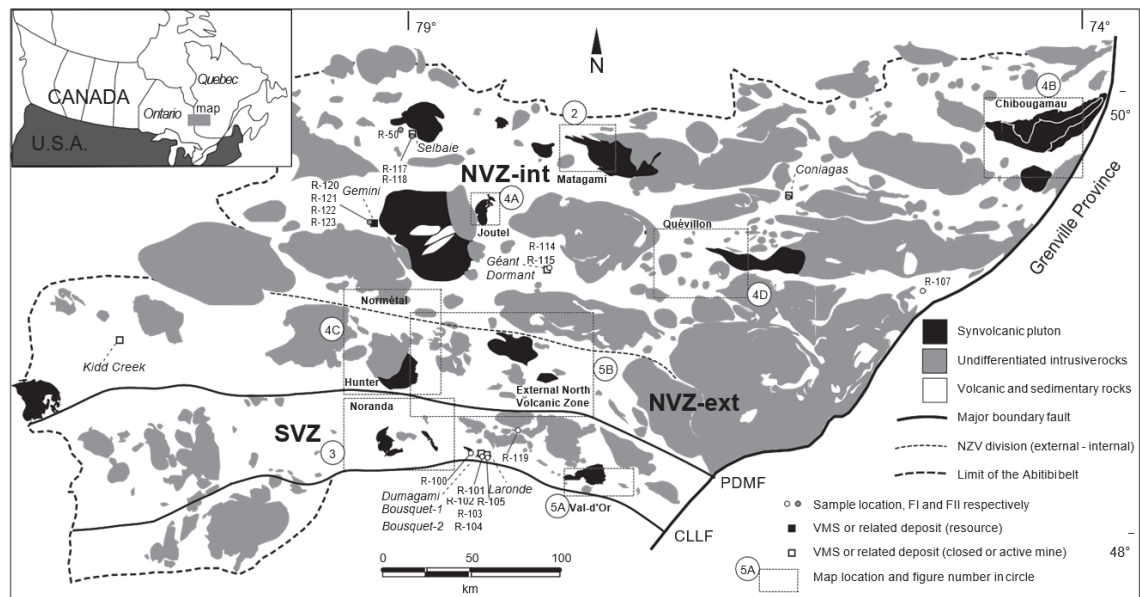 79°
74°
N
Quebec
CANADA
Ontario
map
U.S.A.
4B
Chibougamau
50°
2
R-50
Selbaie
R-117
R-118
NVZ-int
Matagami
Coniagas
R-120
R-121
R-122
R-123
Gemini
4A
Joutel
Quévillon
R-114
R-115
Géant
Dormant
Grenville Province
R-107
4D
Normétal
4C
Kidd Creek
5B
Hunter
External North
Volcanic Zone
NVZ-ext
Noranda
SVZ
3
R-119
R-100
Laronde
R-101
R-102
R-105
R-103
R-104
Dumagami
Bousquet-1
Bousquet-2
5A
Val-d'Or
PDMF
CLLF
Synvolcanic pluton
Undifferentiated intrusive rocks
Volcanic and sedimentary rocks
Major boundary fault
NZV division (external - internal)
Limit of the Abitibi belt
Sample location, FI and FII respectively
VMS or related deposit (resource)
VMS or related deposit (closed or active mine)
48°
5A
Map location and figure number in circle
0 50 100
km